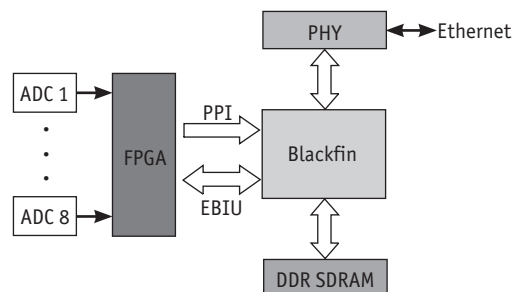 PHY
Ethernet
ADC 1
FPGA
PPI
Blackfin
EBIU
ADC 8
DDR SDRAM